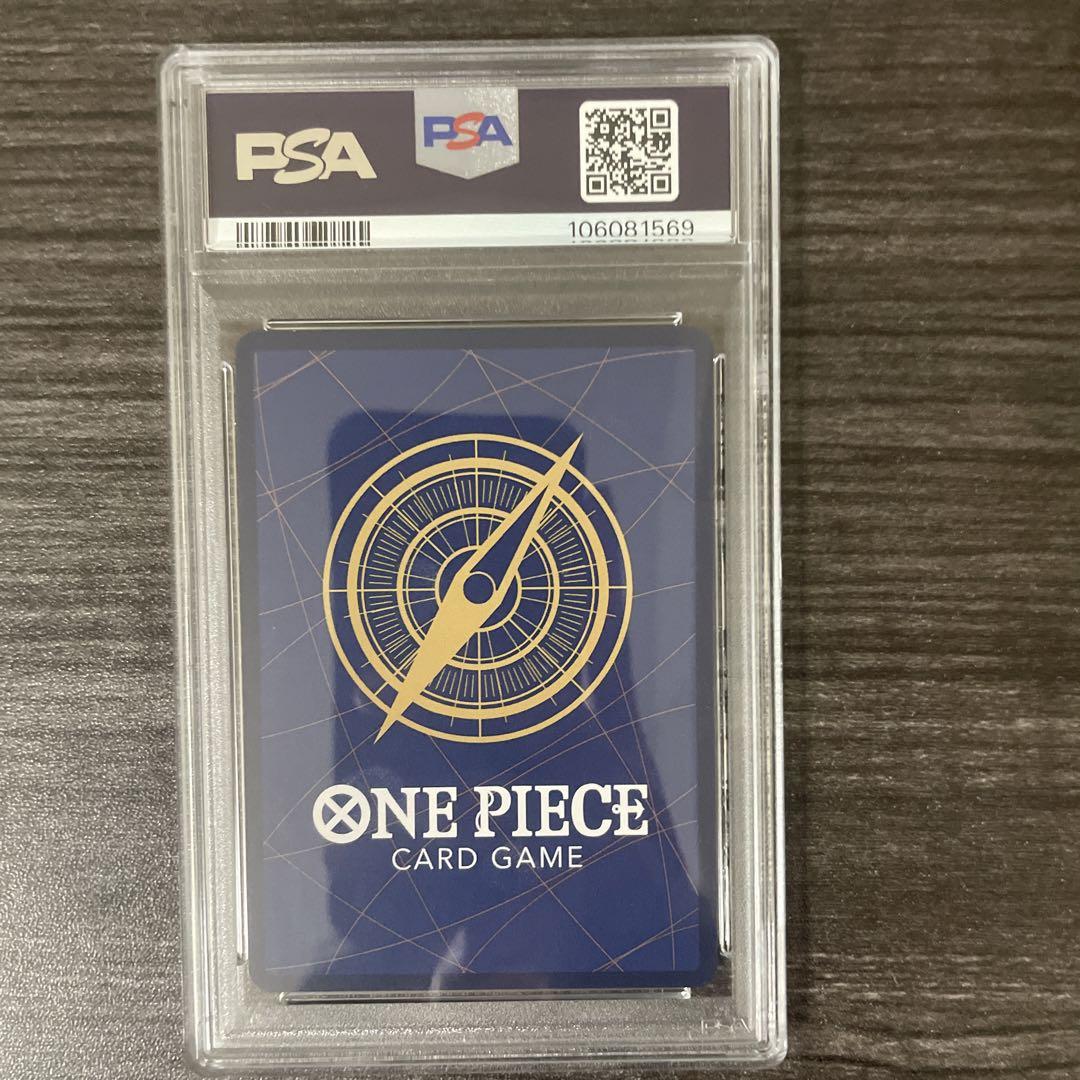 PSA
PSA
106081569
ONE PIECE
CARD GAME